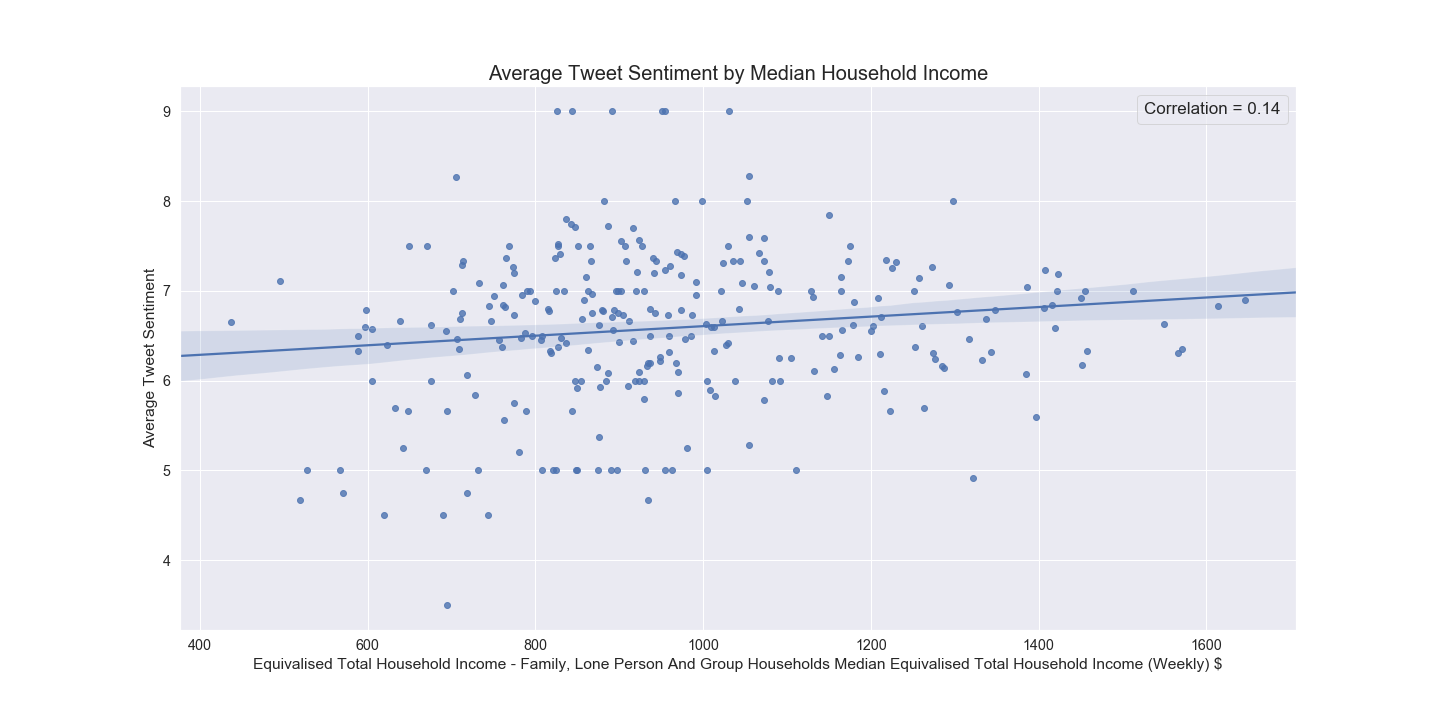 Average Tweet Sentiment by Median Household Income
Correlation = 0.14
Average Tweet Sentiment
9
8
7
6
5
4
400 600 800 1000 1200 1400 1600
Equivalised Total Household Income - Family, Lone Person And Group Households Median Equivalised Total Household Income (Weekly) $